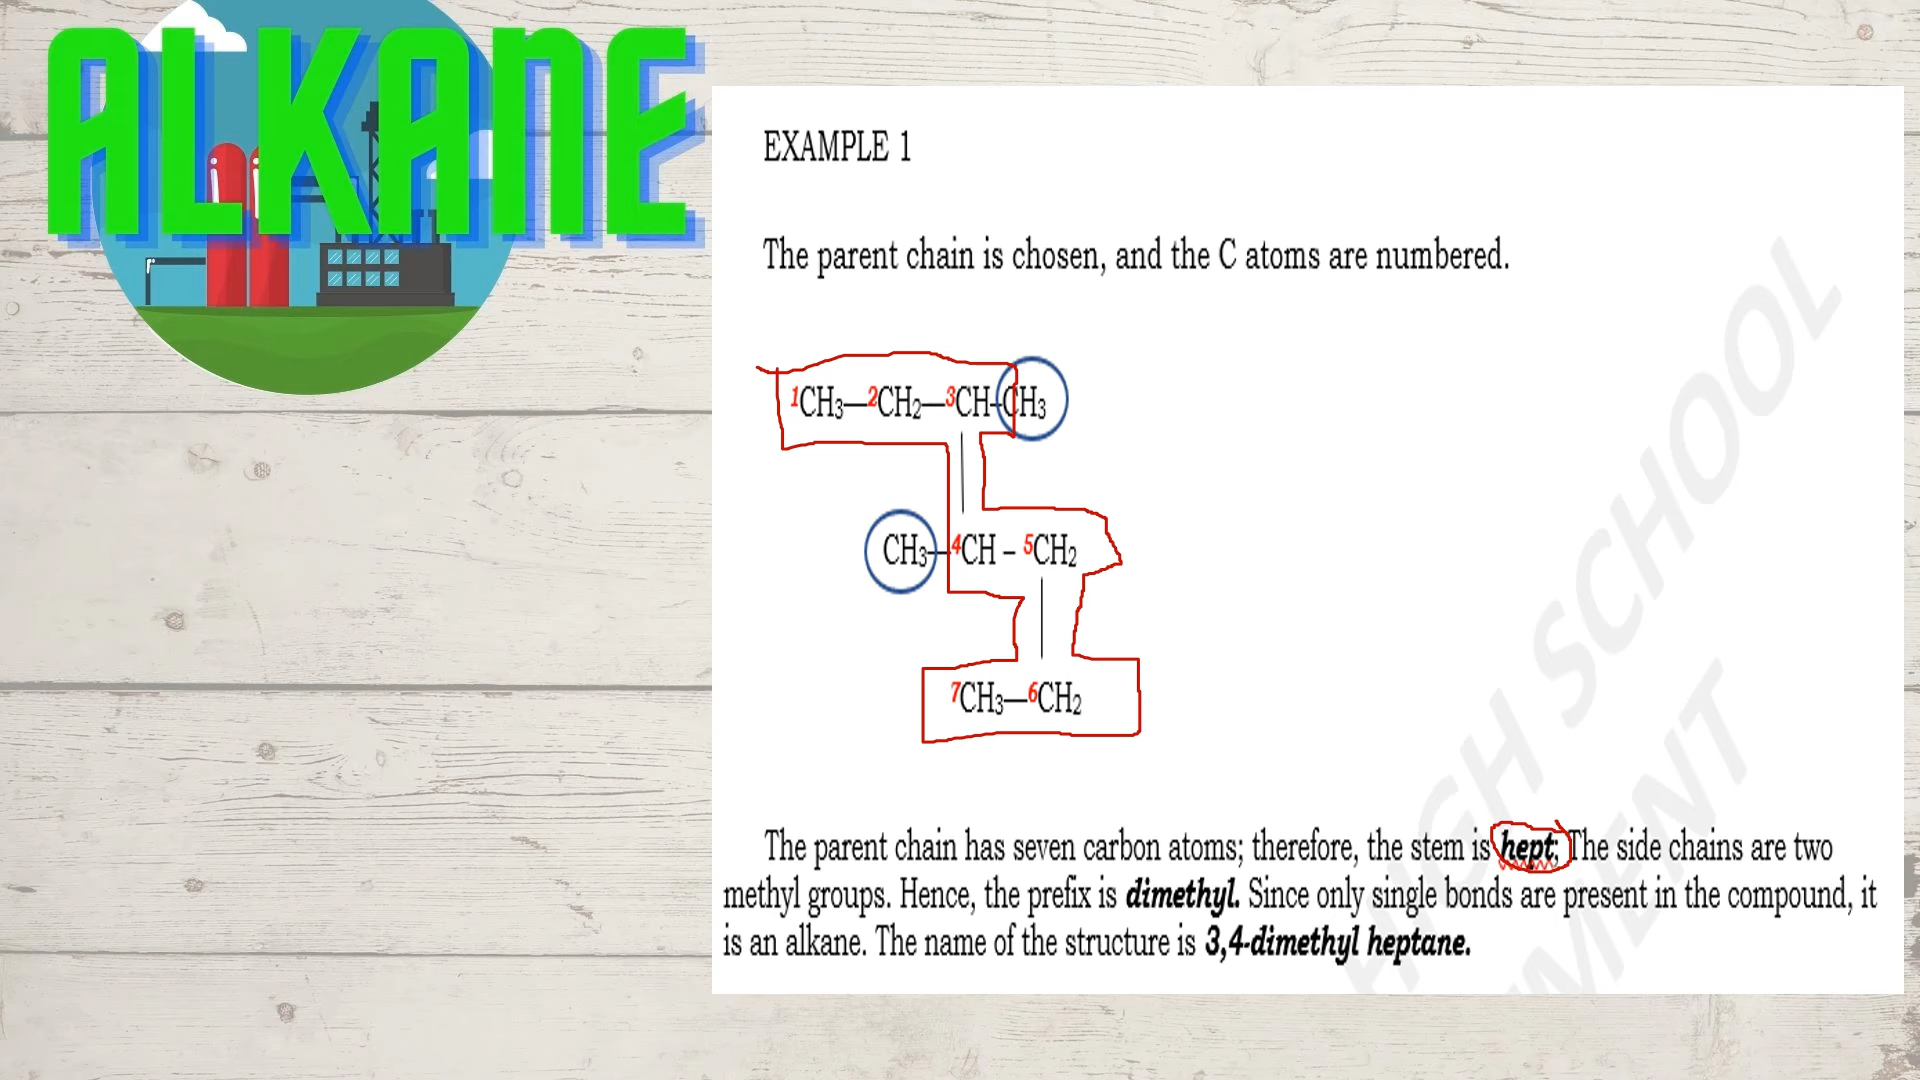 ALKANE
EXAMPLE 1
The parent chain is chosen, and the C atoms are numbered.
1CH3—2CH2—3CH-CH3
CH3—4CH – 5CH2
7CH3—6CH2
The parent chain has seven carbon atoms; therefore, the stem is hept; The side chains are two
methyl groups. Hence, the prefix is dimethyl. Since only single bonds are present in the compound, it
is an alkane. The name of the structure is 3,4-dimethyl heptane.
HIGH SCHOOL